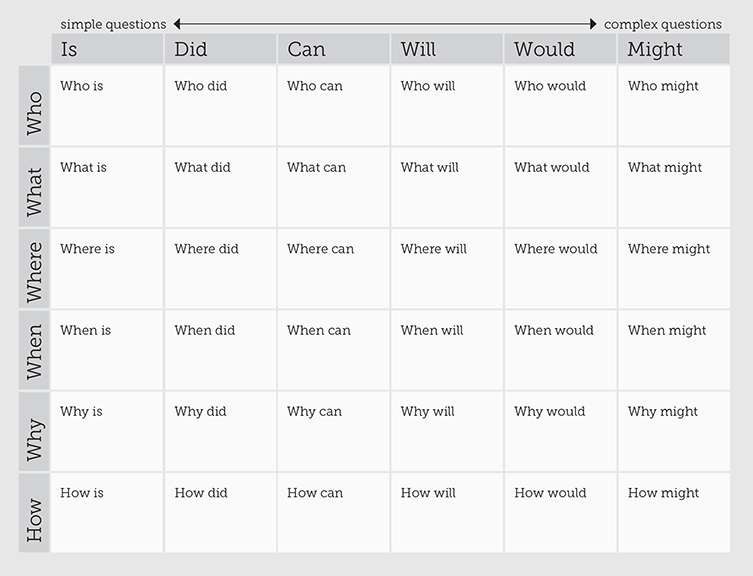 simple questions complex questions
Is Did Can Will Would Might
Who Who is Who did Who can Who will Who would Who might
What What is What did What can What will What would What might
Where Where is Where did Where can Where will Where would Where might
When When is When did When can When will When would When might
Why Why is Why did Why can Why will Why would Why might
How How is How did How can How will How would How might